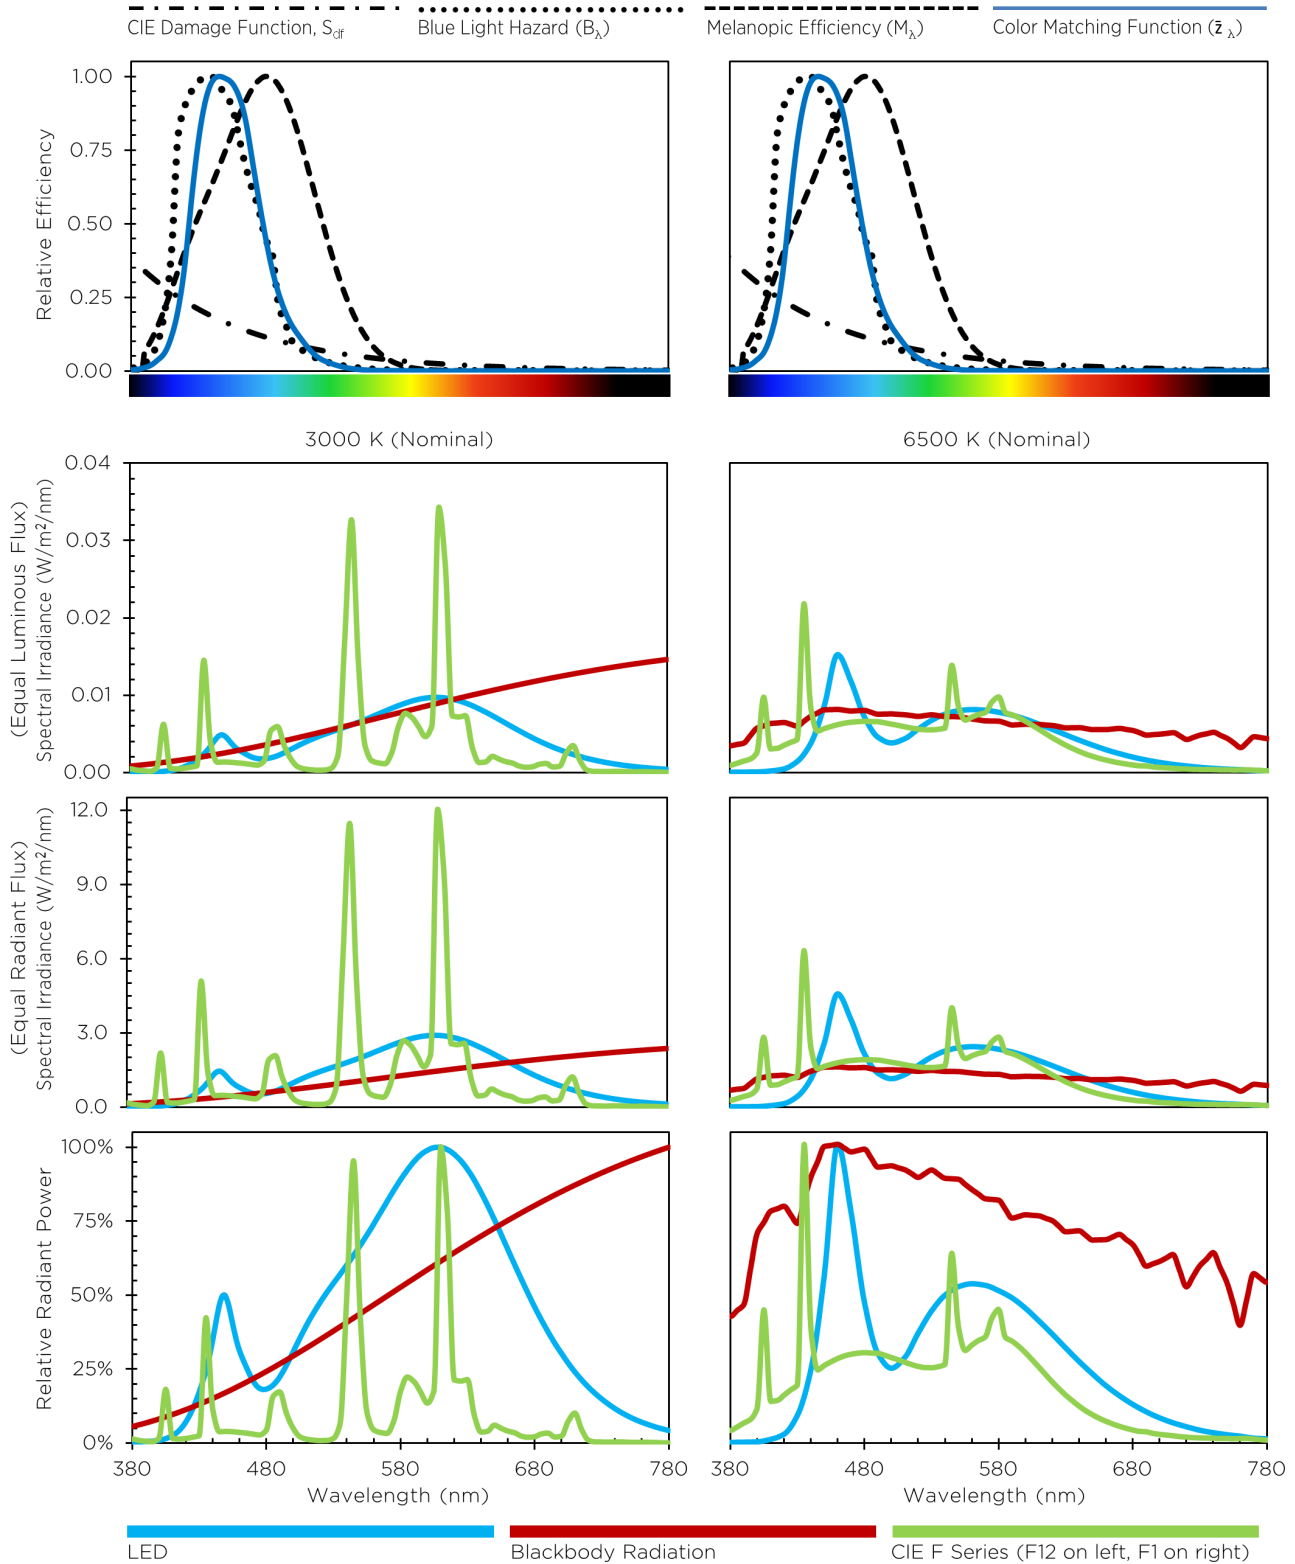 CIE Damage Function, Sdf
Blue Light Hazard (Bλ)
Melanopic Efficiency (Mλ)
Color Matching Function (z̄ λ)
Relative Efficiency
1.00
0.75
0.50
0.25
0.00
3000 K (Nominal)
6500 K (Nominal)
(Equal Luminous Flux)
Spectral Irradiance (W/m²/nm)
0.04
0.03
0.02
0.01
0.00
(Equal Radiant Flux)
Spectral Irradiance (W/m²/nm)
12.0
9.0
6.0
3.0
0.0
Relative Radiant Power
100%
75%
50%
25%
0%
380 480 580 680 780
380 480 580 680 780
Wavelength (nm)
Wavelength (nm)
LED
Blackbody Radiation
CIE F Series (F12 on left, F1 on right)